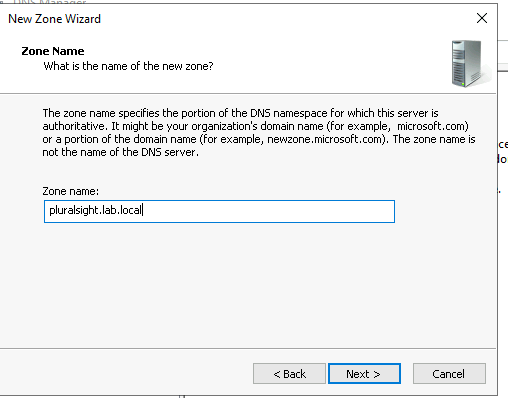 DNS Manager
New Zone Wizard
Zone Name
What is the name of the new zone?
The zone name specifies the portion of the DNS namespace for which this server is
authoritative. It might be your organization's domain name (for example,  microsoft.com)
or a portion of the domain name (for example, newzone.microsoft.com). The zone name is
not the name of the DNS server.
Zone name:
pluralsight.lab.local
< Back
Next >
Cancel